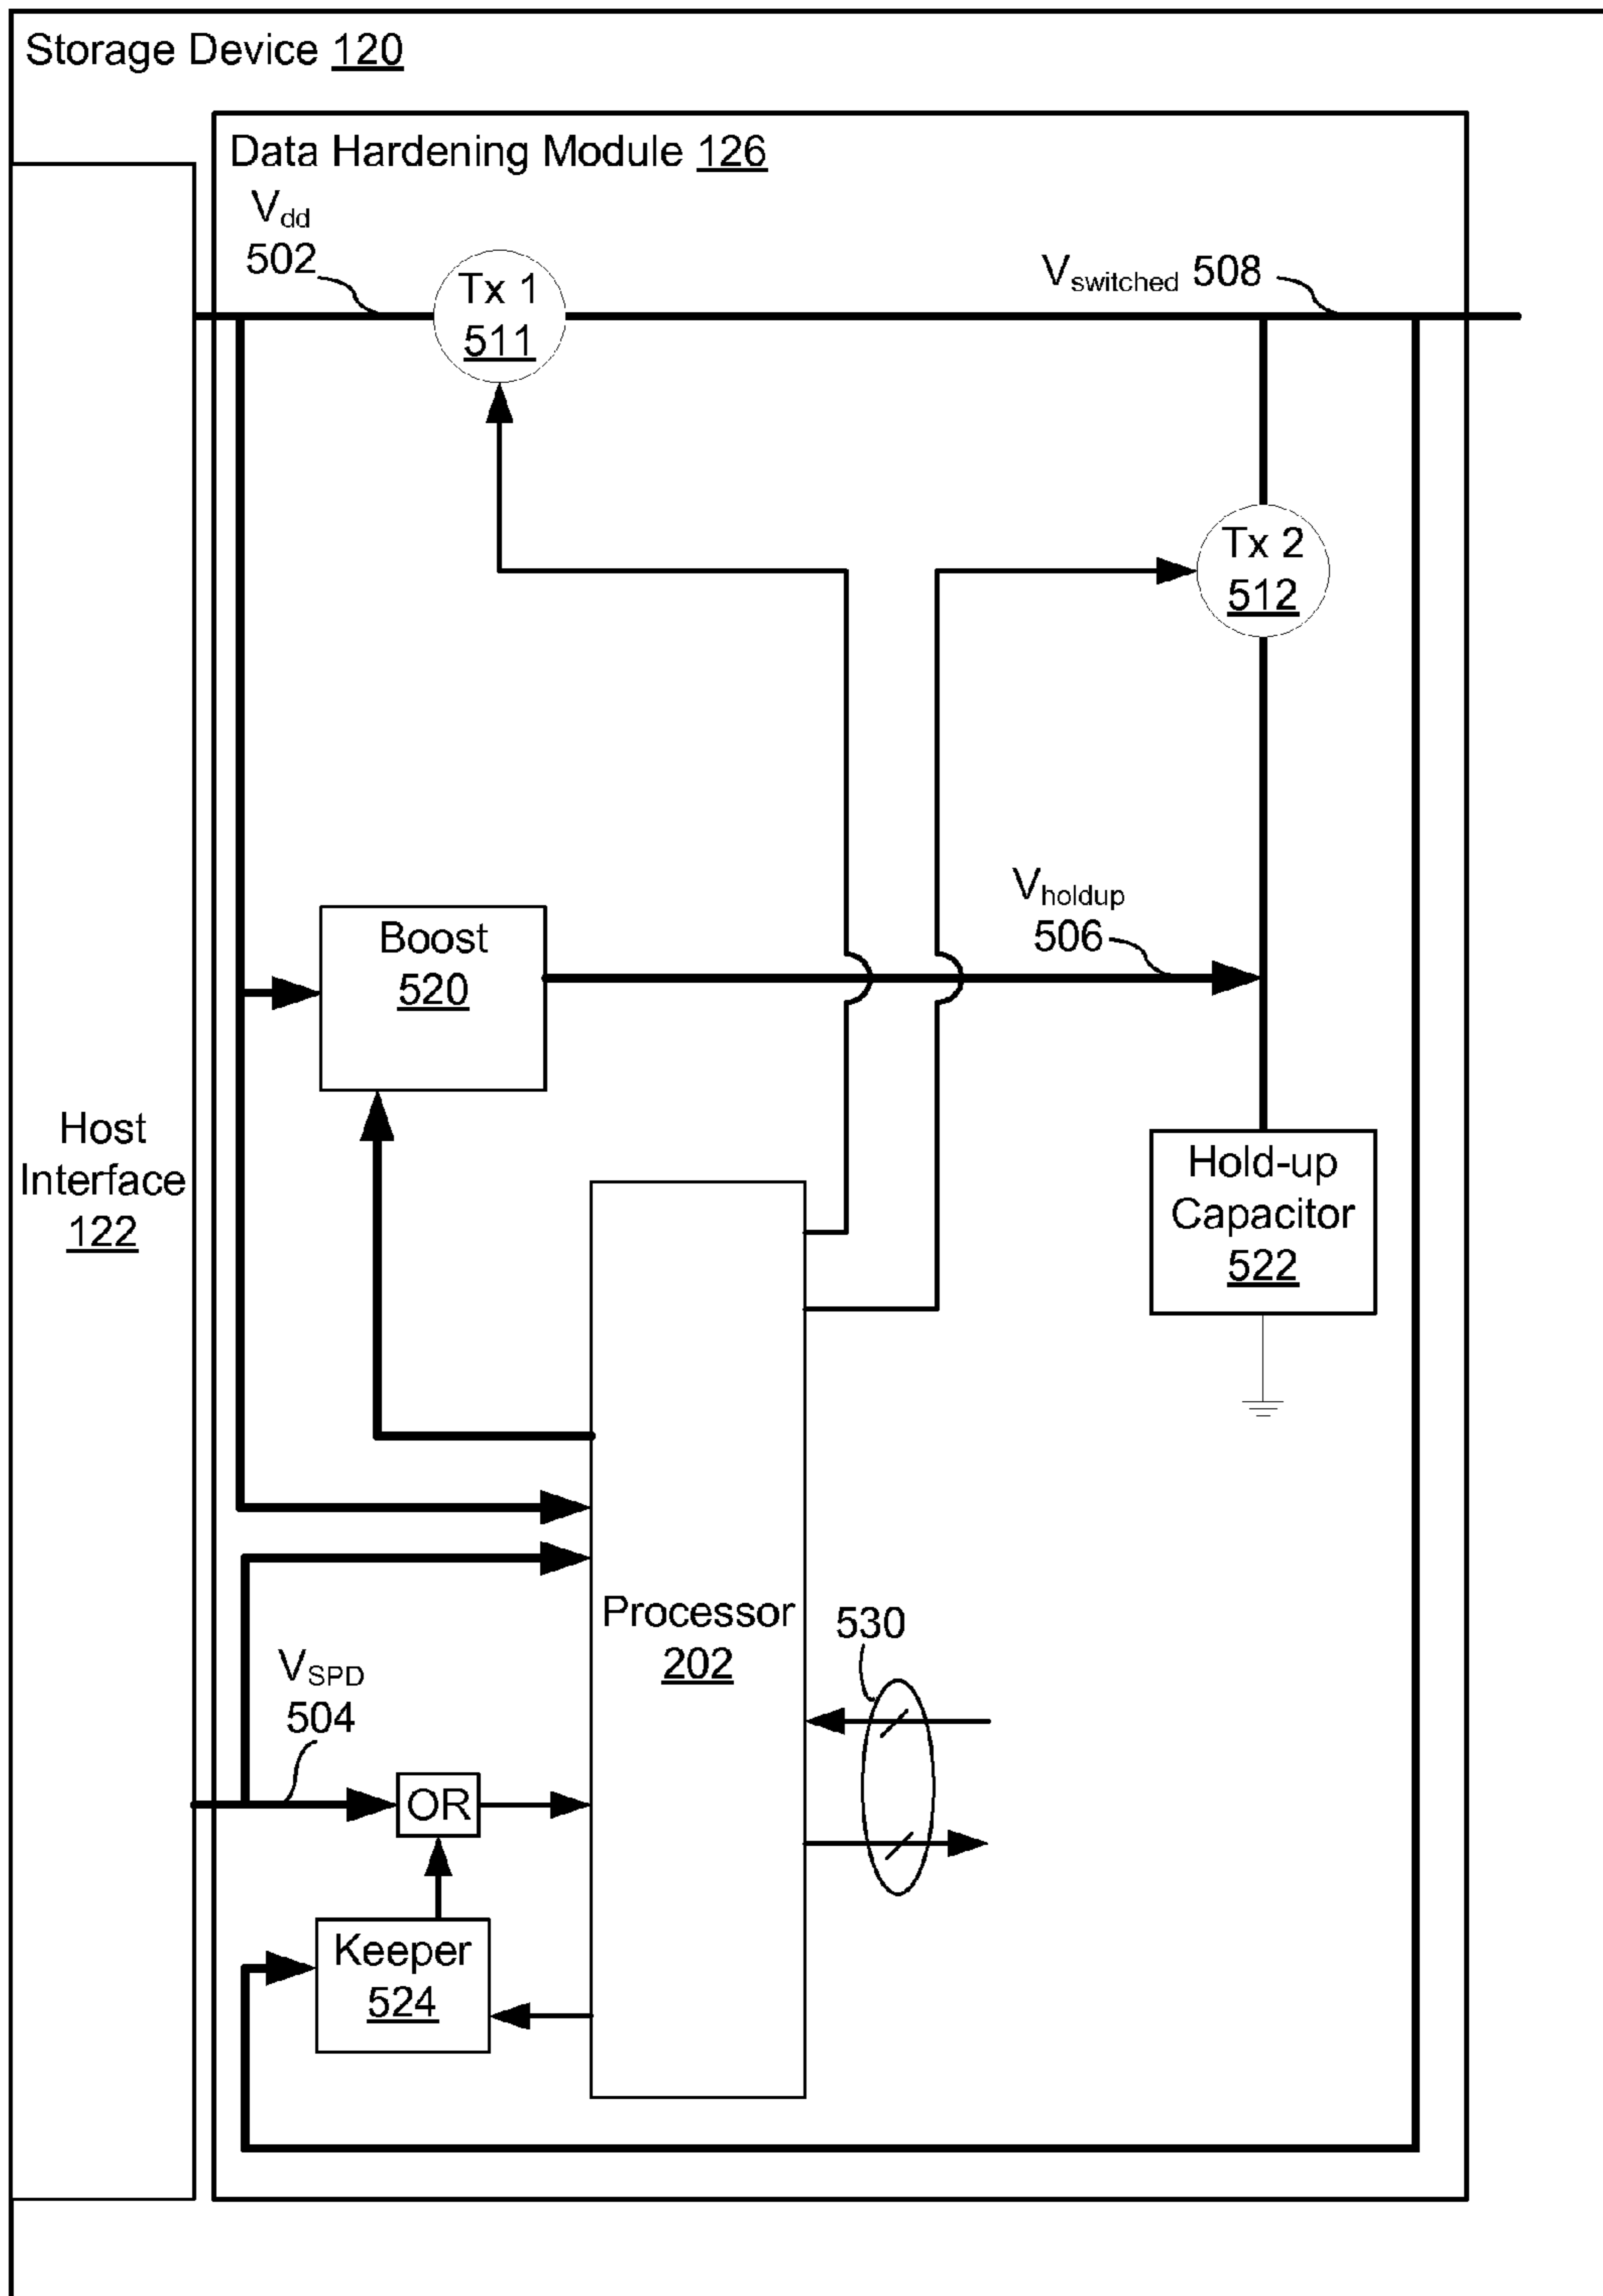 Storage Device 120
Data Hardening Module 126
Vdd
502
Tx 1
511
Vswitched 508
Tx 2
512
Vholdup
506
Boost
520
Host
Interface
122
Hold-up
Capacitor
522
Processor
202
530
VSPD
504
OR
Keeper
524